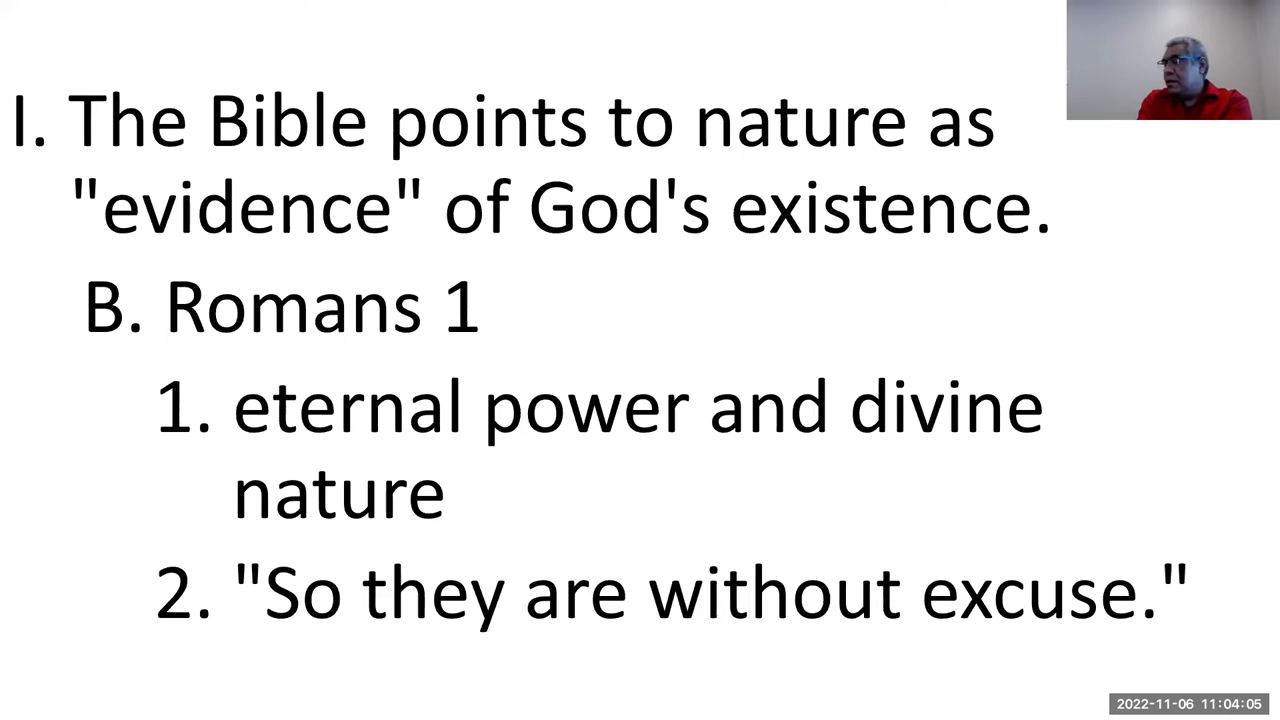 I. The Bible points to nature as
"evidence" of God's existence.
B. Romans 1
1. eternal power and divine
nature
2. "So they are without excuse."
2022-11-06 11:04:05